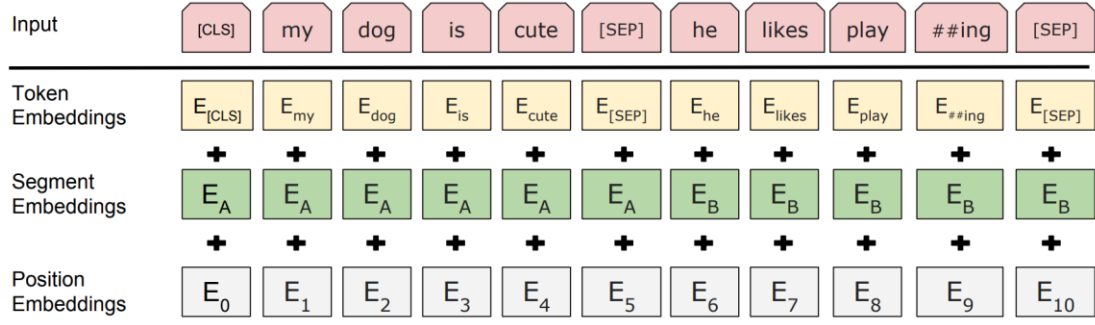 Input [CLS] my dog is cute [SEP] he likes play ##ing [SEP]
Token Embeddings E[CLS] Emy Edog Eis Ecute E[SEP] Ehe Elikes Eplay E##ing E[SEP]
+ + + + + + + + + + +
Segment Embeddings EA EA EA EA EA EA EB EB EB EB EB
+ + + + + + + + + + +
Position Embeddings E0 E1 E2 E3 E4 E5 E6 E7 E8 E9 E10